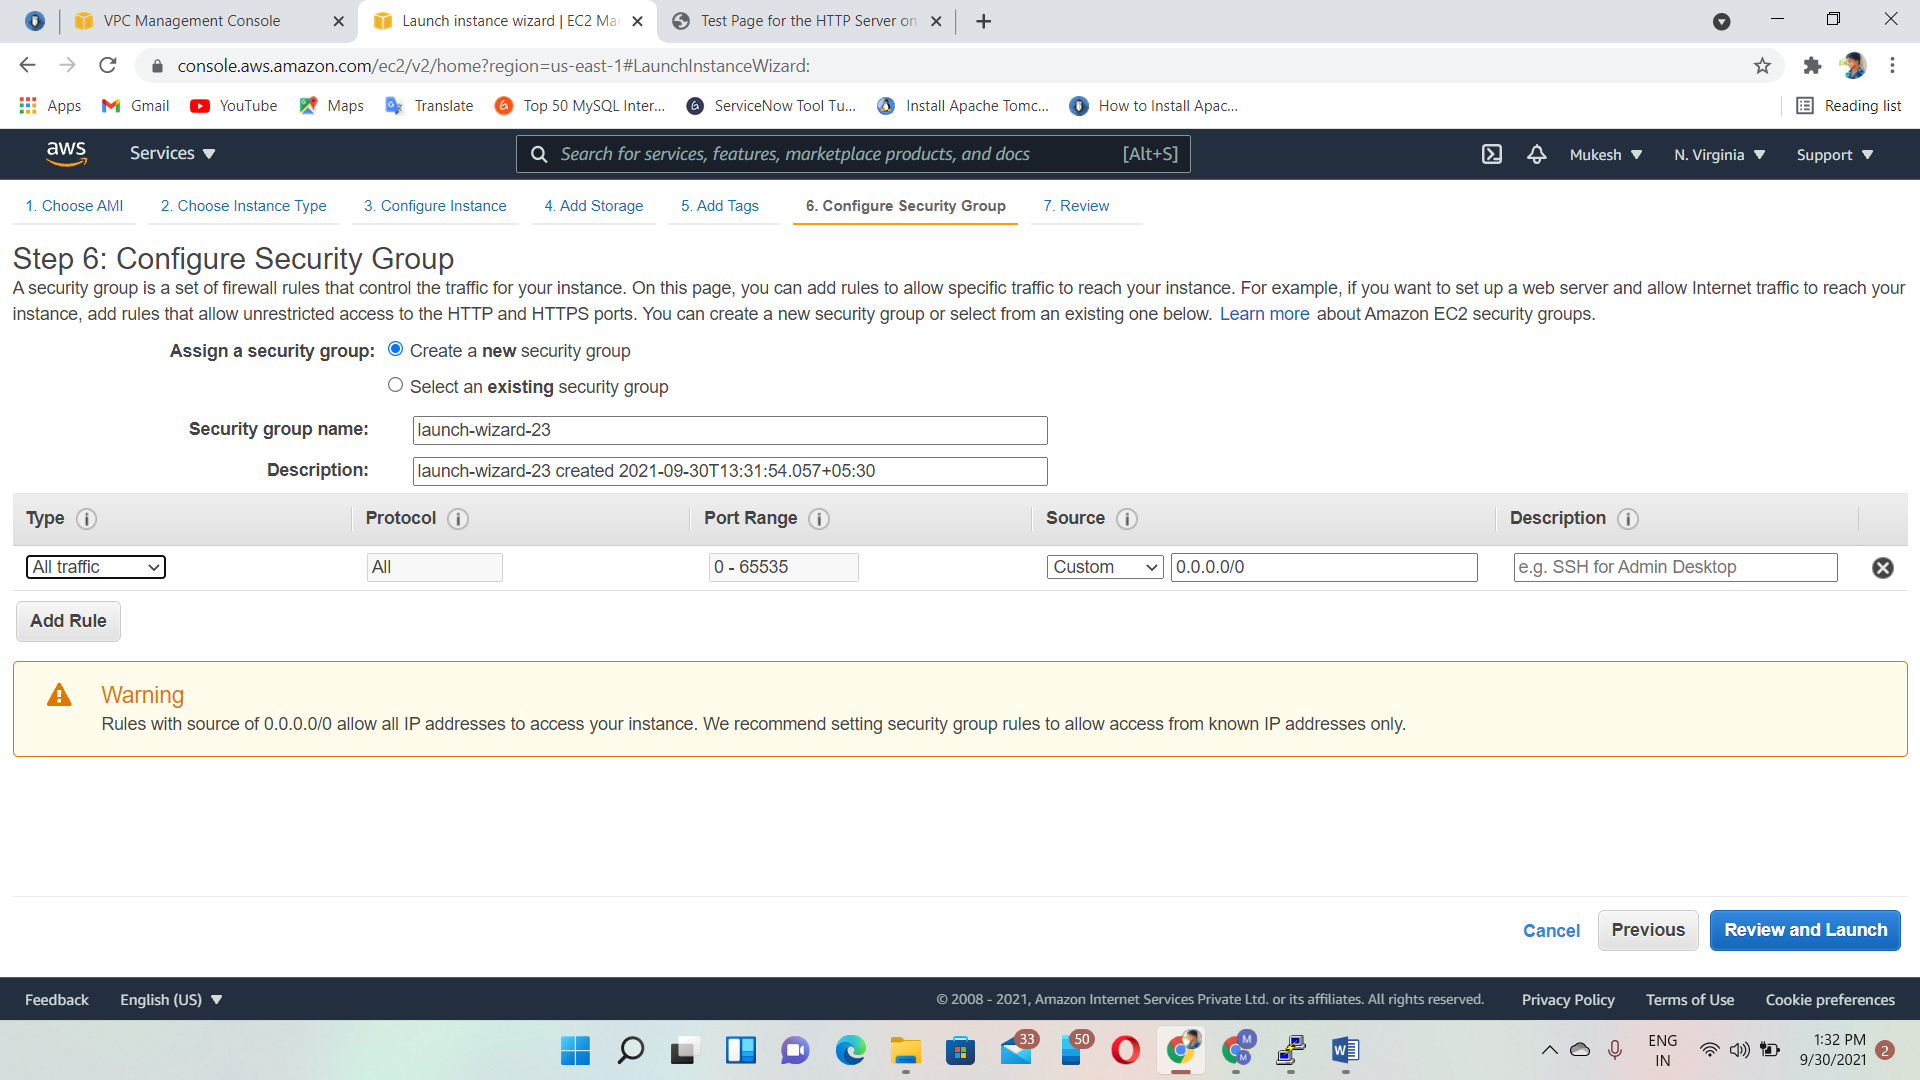 VPC Management Console
Launch instance wizard | EC2 Ma
Test Page for the HTTP Server on
console.aws.amazon.com/ec2/v2/home?region=us-east-1#LaunchInstanceWizard:
Apps
Gmail
YouTube
Maps
Translate
Top 50 MySQL Inter...
ServiceNow Tool Tu...
Install Apache Tomc...
How to Install Apac...
Reading list
aws
Services
Search for services, features, marketplace products, and docs
[Alt+S]
Mukesh
N. Virginia
Support
1. Choose AMI
2. Choose Instance Type
3. Configure Instance
4. Add Storage
5. Add Tags
6. Configure Security Group
7. Review
Step 6: Configure Security Group
A security group is a set of firewall rules that control the traffic for your instance. On this page, you can add rules to allow specific traffic to reach your instance. For example, if you want to set up a web server and allow Internet traffic to reach your
instance, add rules that allow unrestricted access to the HTTP and HTTPS ports. You can create a new security group or select from an existing one below. Learn more about Amazon EC2 security groups.
Assign a security group:
Create a new security group
Select an existing security group
Security group name:
launch-wizard-23
Description:
launch-wizard-23 created 2021-09-30T13:31:54.057+05:30
Type
Protocol
Port Range
Source
Description
All traffic
All
0 - 65535
Custom
0.0.0.0/0
e.g. SSH for Admin Desktop
Add Rule
Warning
Rules with source of 0.0.0.0/0 allow all IP addresses to access your instance. We recommend setting security group rules to allow access from known IP addresses only.
Cancel
Previous
Review and Launch
Feedback
English (US)
© 2008 - 2021, Amazon Internet Services Private Ltd. or its affiliates. All rights reserved.
Privacy Policy
Terms of Use
Cookie preferences
33
50
M
M
ENG
IN
1:32 PM
9/30/2021
2